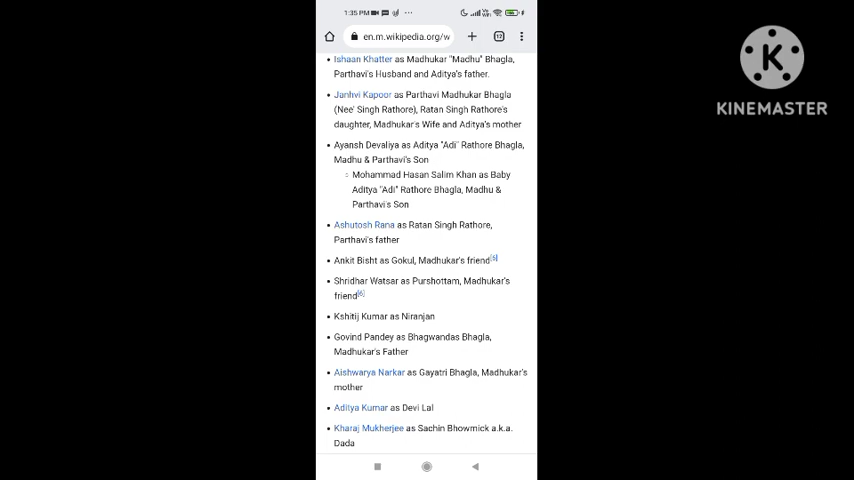 1:35 PM
en.m.wikipedia.org/w
12
K
KINEMASTER
Ishaan Khatter as Madhukar "Madhu" Bhagla,
Parthavi's Husband and Aditya's father.
Janhvi Kapoor as Parthavi Madhukar Bhagla
(Nee' Singh Rathore), Ratan Singh Rathore's
daughter, Madhukar's Wife and Aditya's mother
Ayansh Devaliya as Aditya "Adi" Rathore Bhagla,
Madhu & Parthavi's Son
Mohammad Hasan Salim Khan as Baby
Aditya "Adi" Rathore Bhagla, Madhu &
Parthavi's Son
Ashutosh Rana as Ratan Singh Rathore,
Parthavi's father
Ankit Bisht as Gokul, Madhukar's friend[6]
Shridhar Watsar as Purshottam, Madhukar's
friend[6]
Kshitij Kumar as Niranjan
Govind Pandey as Bhagwandas Bhagla,
Madhukar's Father
Aishwarya Narkar as Gayatri Bhagla, Madhukar's
mother
Aditya Kumar as Devi Lal
Kharaj Mukherjee as Sachin Bhowmick a.k.a.
Dada